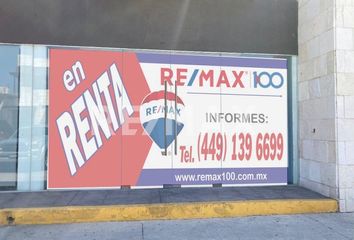 en
RENTA
RE/MAX 100
RE/MAX
INFORMES:
Tel. (449) 139 6699
www.remax100.com.mx